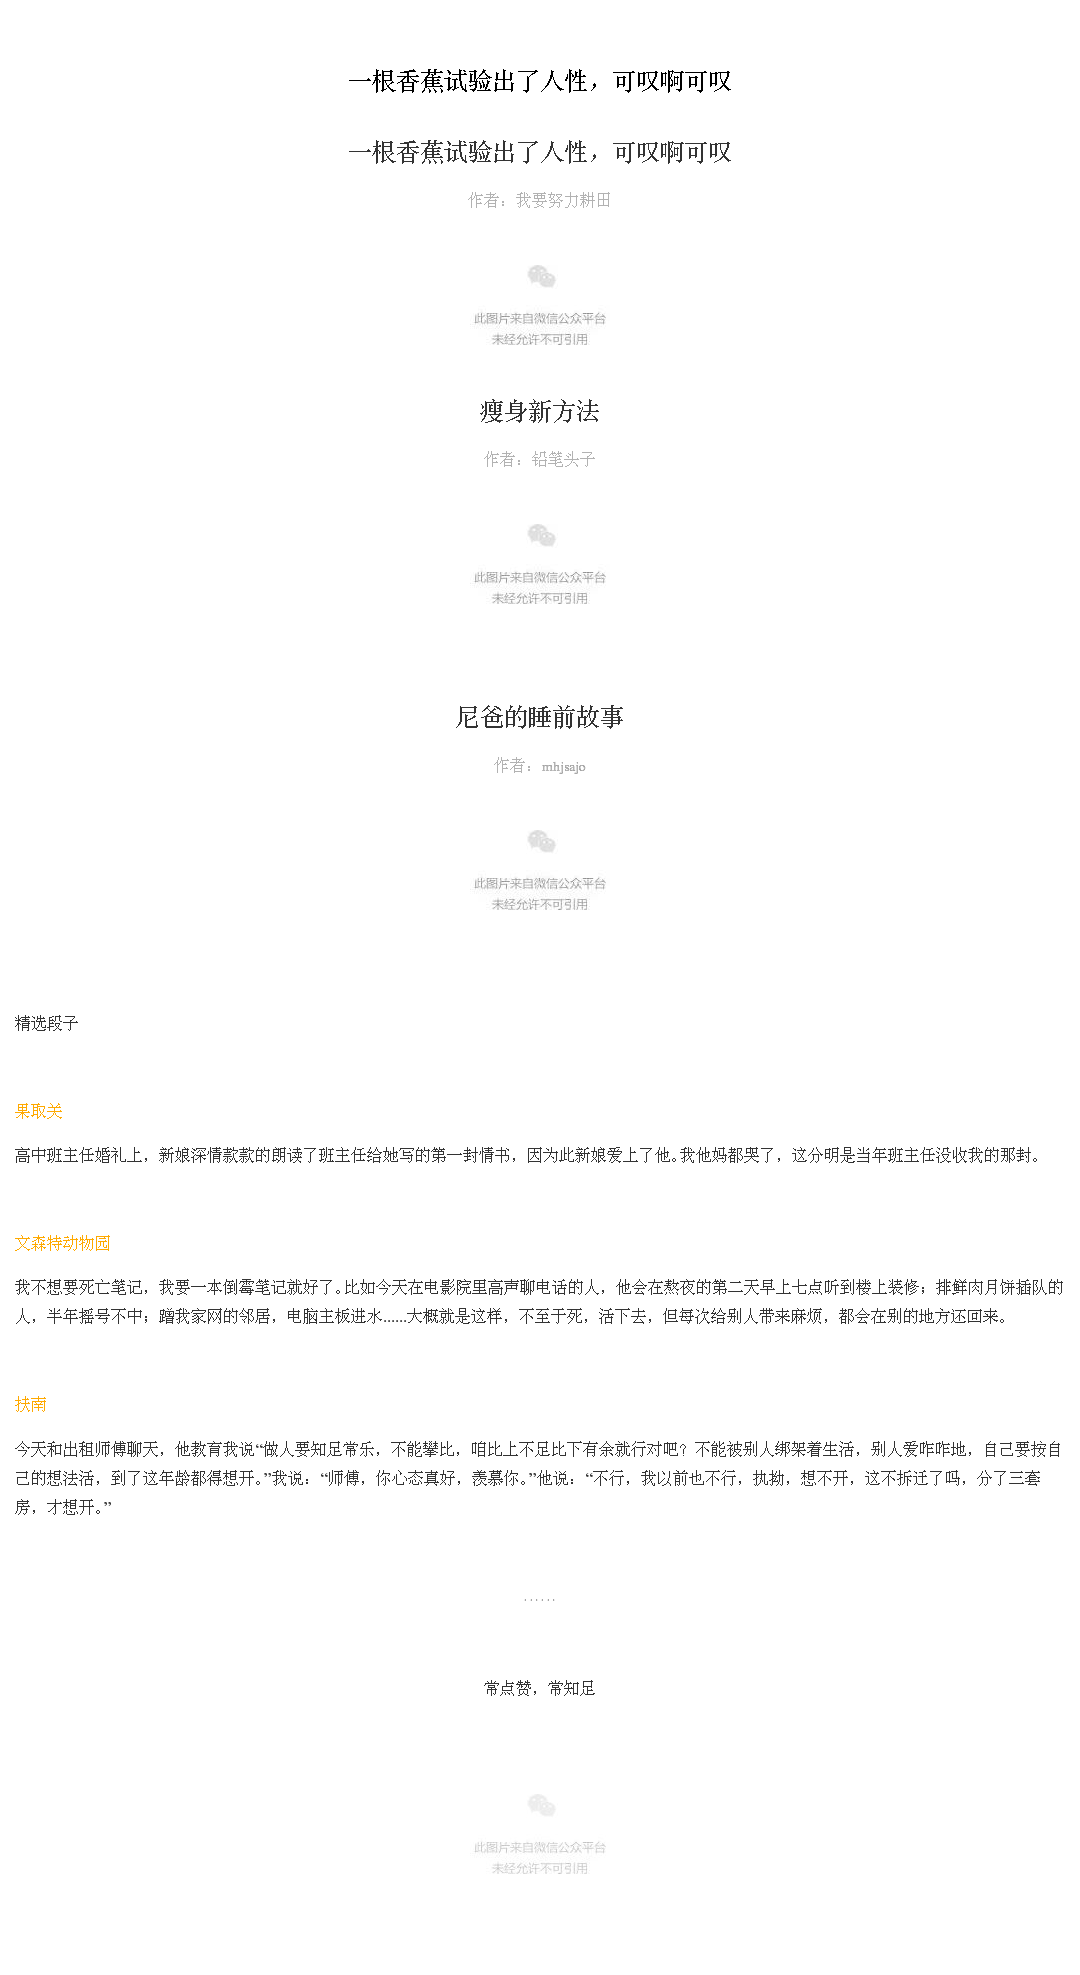 一根香蕉试验出了人性，可叹啊可叹
一根香蕉试验出了人性，可叹啊可叹
作者：我要努力耕田
此图片来自微信公众平台
未经允许不可引用
瘦身新方法
作者：铅笔头子
此图片来自微信公众平台
未经允许不可引用
尼爸的睡前故事
作者：mhjsajo
此图片来自微信公众平台
未经允许不可引用
精选段子
果取关
高中班主任婚礼上，新娘深情款款的朗读了班主任给她写的第一封情书，因为此新娘爱上了他。我他妈都哭了，这分明是当年班主任没收我的那封。
文森特动物园
我不想要死亡笔记，我要一本倒霉笔记就好了。比如今天在电影院里高声聊电话的人，他会在熬夜的第二天早上七点听到楼上装修；排鲜肉月饼插队的
人，半年摇号不中；蹭我家网的邻居，电脑主板进水......大概就是这样，不至于死，活下去，但每次给别人带来麻烦，都会在别的地方还回来。
扶南
今天和出租师傅聊天，他教育我说“做人要知足常乐，不能攀比，咱比上不足比下有余就行对吧？不能被别人绑架着生活，别人爱咋咋地，自己要按自
己的想法活，到了这年龄都得想开。”我说：“师傅，你心态真好，羡慕你。”他说：“不行，我以前也不行，执拗，想不开，这不拆迁了吗，分了三套
房，才想开。”
······
常点赞，常知足
此图片来自微信公众平台
未经允许不可引用